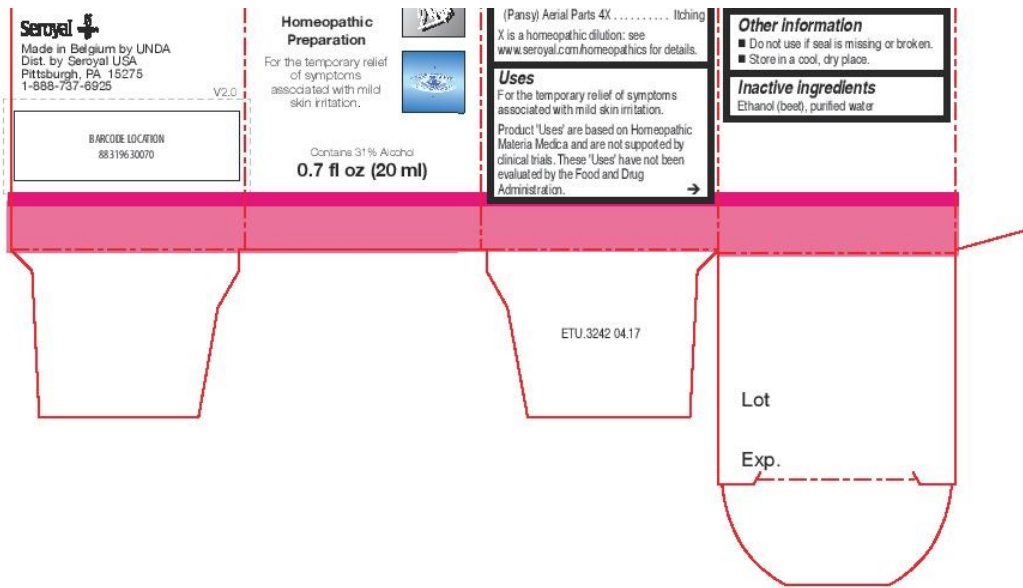 Seroyal
Made in Belgium by UNDA
Dist. by Seroyal USA
Pittsburgh, PA 15275
1-888-737-6925
V2.0
BARCODE LOCATION
88319630070
Homeopathic
Preparation
For the temporary relief
of symptoms
associated with mild
skin irritation.
Contains 31% Alcohol
0.7 fl oz (20 ml)
(Pansy) Aerial Parts 4X . . . . . . . . . . Itching
X is a homeopathic dilution: see
www.seroyal.com/homeopathics for details.
Uses
For the temporary relief of symptoms
associated with mild skin irritation.
Product 'Uses' are based on Homeopathic
Materia Medica and are not supported by
clinical trials. These 'Uses' have not been
evaluated by the Food and Drug
Administration. →
Other information
■ Do not use if seal is missing or broken.
■ Store in a cool, dry place.
Inactive ingredients
Ethanol (beet), purified water
ETU.3242 04.17
Lot
Exp.